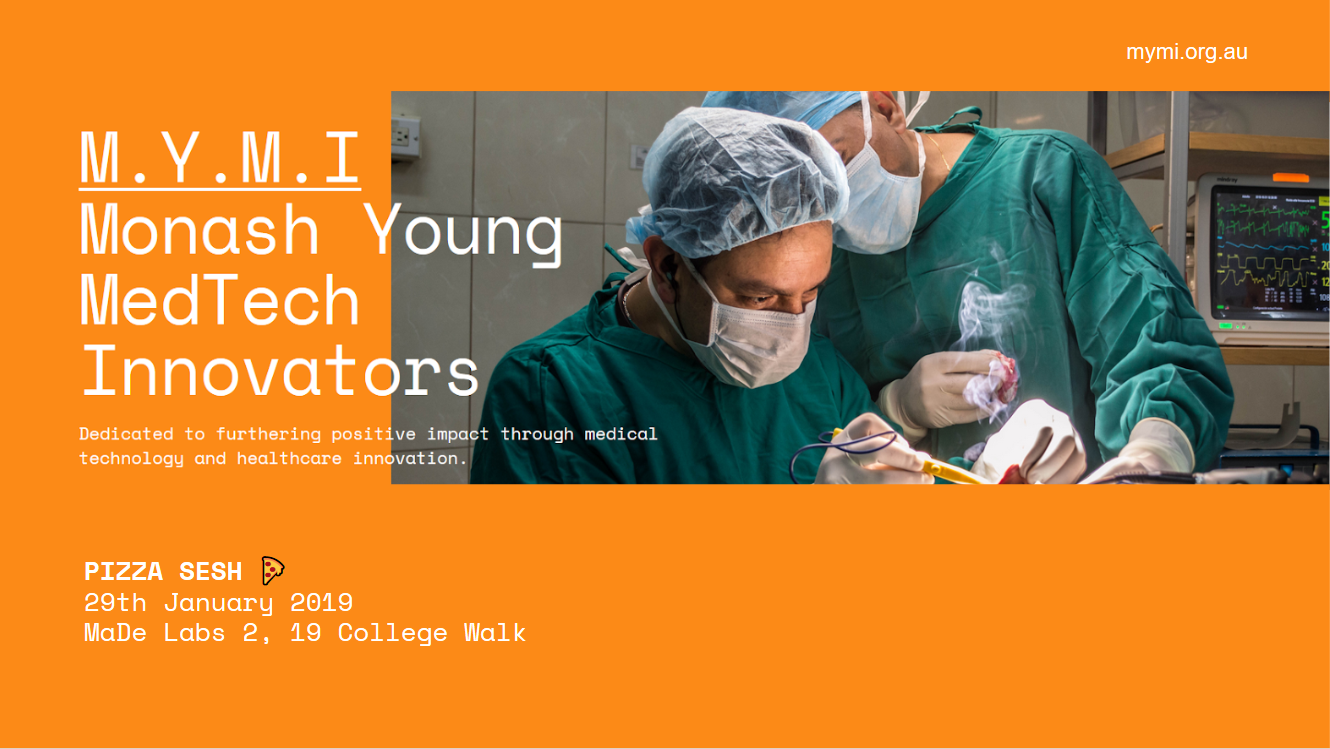 mymi.org.au
M.Y.M.I
Monash Young
MedTech
Innovators
Dedicated to furthering positive impact through medical
technology and healthcare innovation.
PIZZA SESH 🍕
29th January 2019
MaDe Labs 2, 19 College Walk